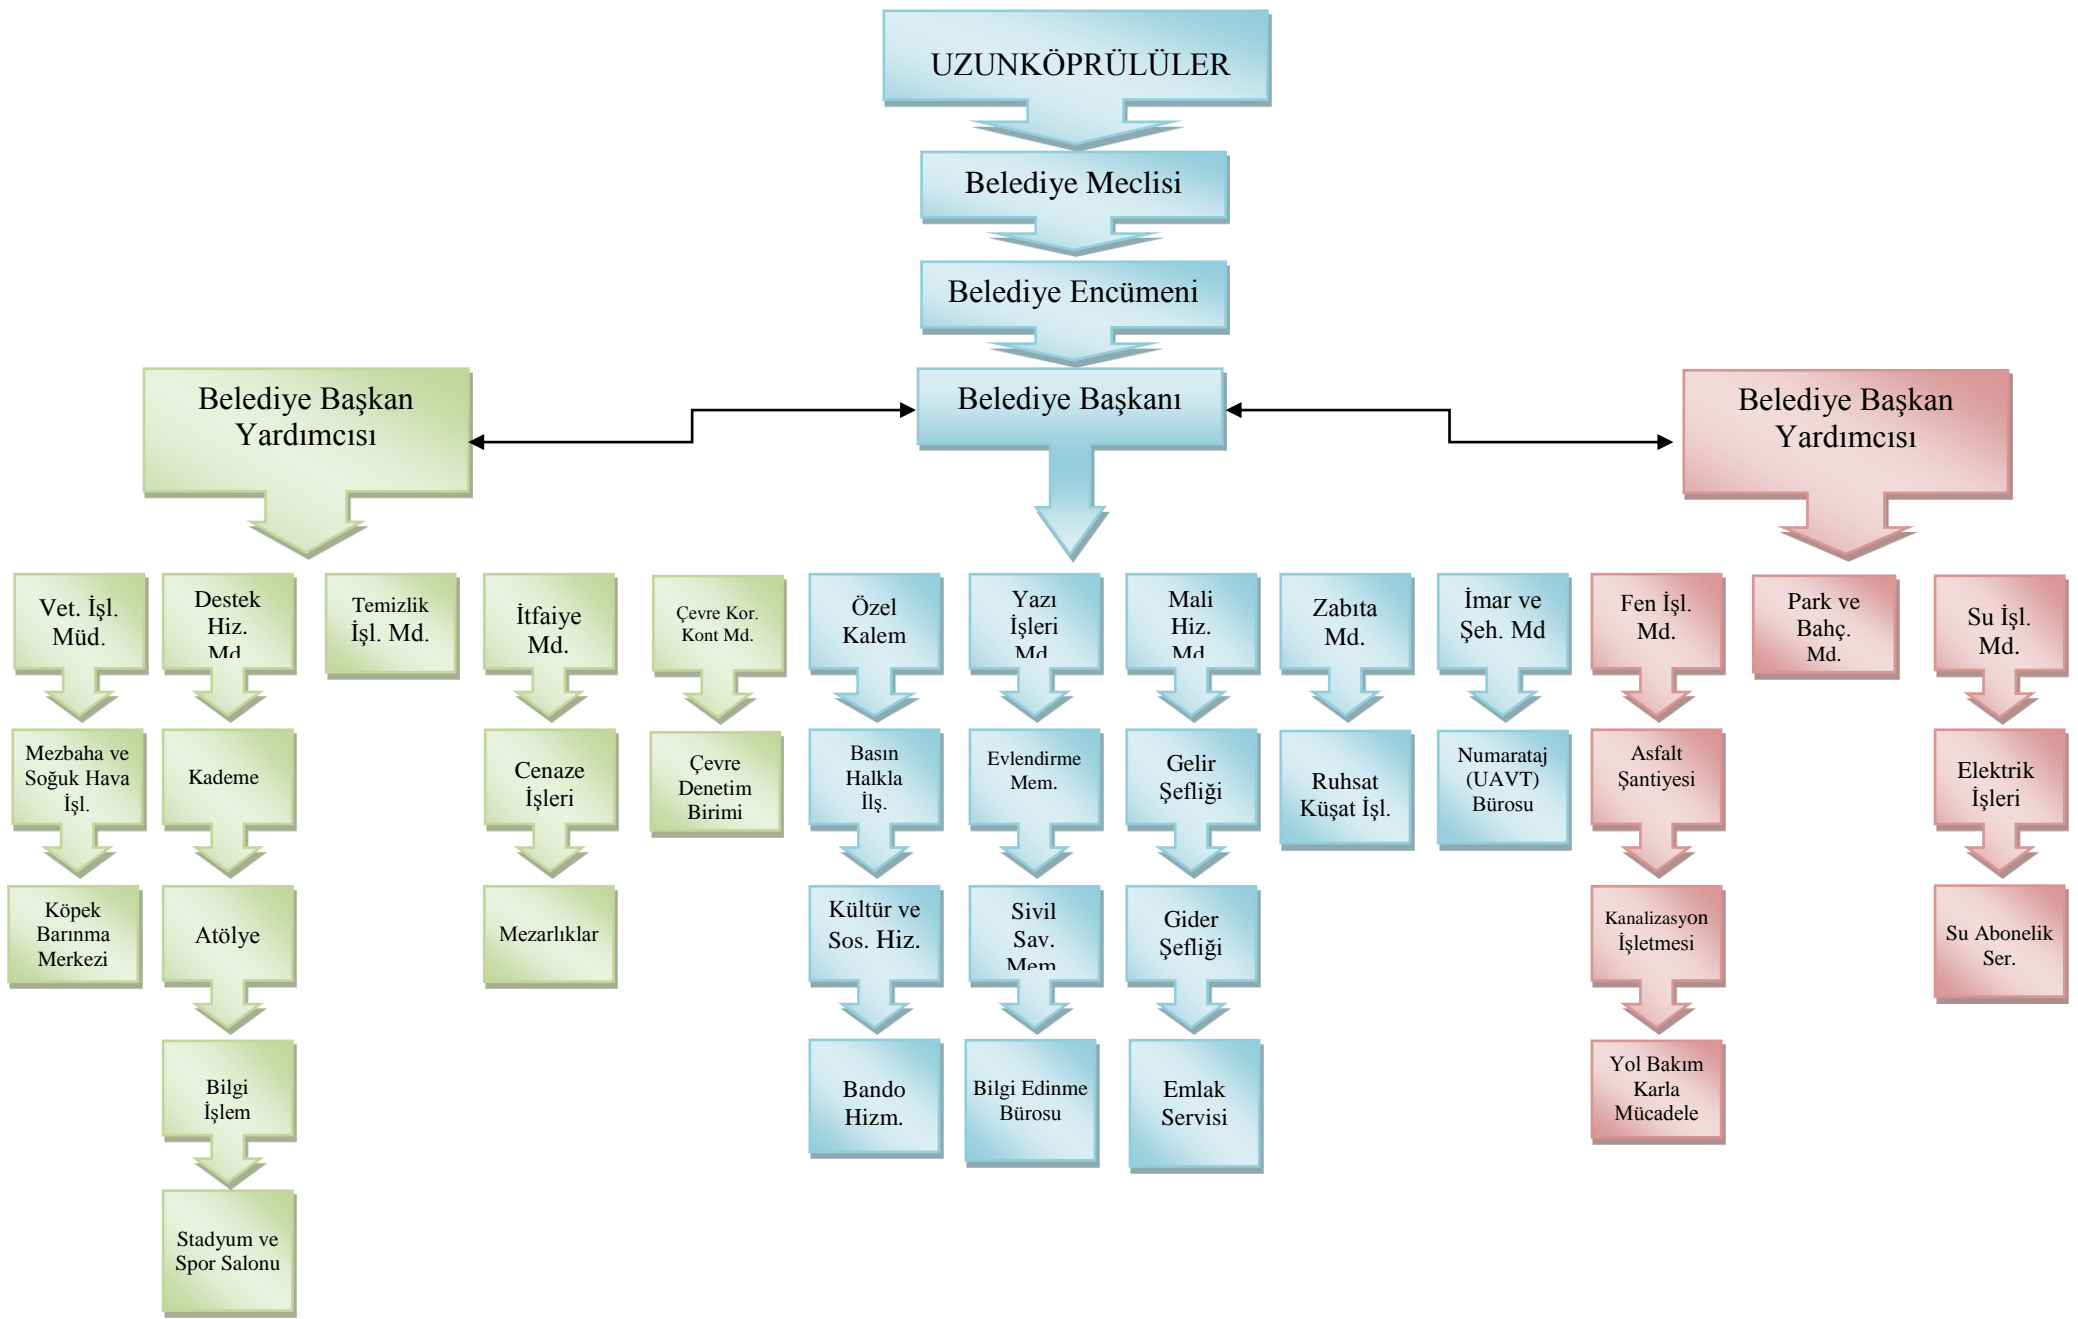 UZUNKÖPRÜLÜLER
Belediye Meclisi
Belediye Encümeni
Belediye Başkan
Yardımcısı
Belediye Başkanı
Belediye Başkan
Yardımcısı
Vet. İşl.
Müd.
Destek
Hiz.
Md.
Temizlik
İşl. Md.
İtfaiye
Md.
Çevre Kor.
Kont Md.
Özel
Kalem
Yazı
İşleri
Md.
Mali
Hiz.
Md.
Zabıta
Md.
İmar ve
Şeh. Md
Fen İşl.
Md.
Park ve
Bahç.
Md.
Su İşl.
Md.
Mezbaha ve
Soğuk Hava
İşl.
Kademe
Cenaze
İşleri
Çevre
Denetim
Birimi
Basın
Halkla
İlş.
Evlendirme
Mem.
Gelir
Şefliği
Ruhsat
Küşat İşl.
Numarataj
(UAVT)
Bürosu
Asfalt
Şantiyesi
Elektrik
İşleri
Köpek
Barınma
Merkezi
Atölye
Mezarlıklar
Kültür ve
Sos. Hiz.
Sivil
Sav.
Mem.
Gider
Şefliği
Kanalizasyon
İşletmesi
Su Abonelik
Ser.
Bilgi
İşlem
Bando
Hizm.
Bilgi Edinme
Bürosu
Emlak
Servisi
Yol Bakım
Karla
Mücadele
Stadyum ve
Spor Salonu